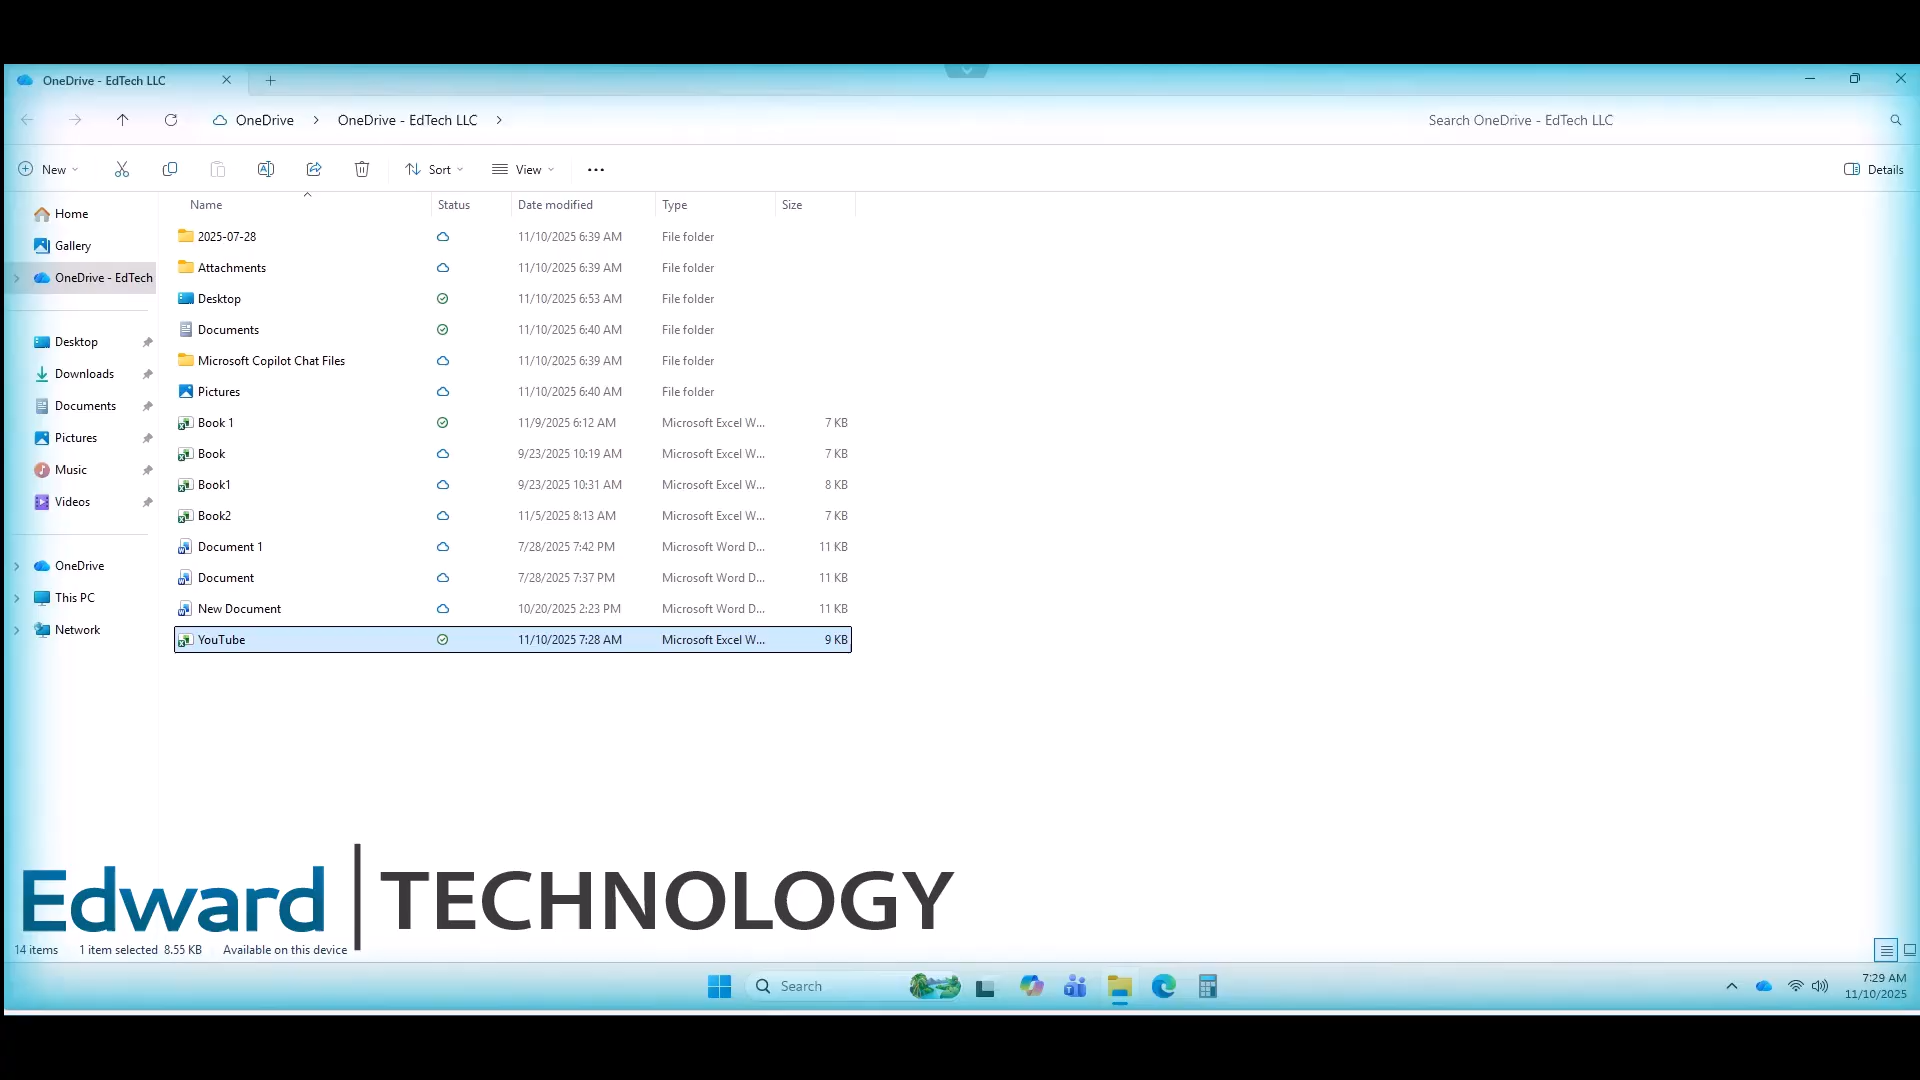 OneDrive - EdTech LLC
OneDrive > OneDrive - EdTech LLC >
Search OneDrive - EdTech LLC
New
Sort
View
Details
Name Status Date modified Type Size
Home
Gallery
OneDrive - EdTech
Desktop
Downloads
Documents
Pictures
Music
Videos
OneDrive
This PC
Network
2025-07-28 11/10/2025 6:39 AM File folder
Attachments 11/10/2025 6:39 AM File folder
Desktop 11/10/2025 6:53 AM File folder
Documents 11/10/2025 6:40 AM File folder
Microsoft Copilot Chat Files 11/10/2025 6:39 AM File folder
Pictures 11/10/2025 6:40 AM File folder
Book 1 11/9/2025 6:12 AM Microsoft Excel W... 7 KB
Book 9/23/2025 10:19 AM Microsoft Excel W... 7 KB
Book1 9/23/2025 10:31 AM Microsoft Excel W... 8 KB
Book2 11/5/2025 8:13 AM Microsoft Excel W... 7 KB
Document 1 7/28/2025 7:42 PM Microsoft Word D... 11 KB
Document 7/28/2025 7:37 PM Microsoft Word D... 11 KB
New Document 10/20/2025 2:23 PM Microsoft Word D... 11 KB
YouTube 11/10/2025 7:28 AM Microsoft Excel W... 9 KB
Edward | TECHNOLOGY
14 items 1 item selected 8.55 KB Available on this device
Search
7:29 AM
11/10/2025